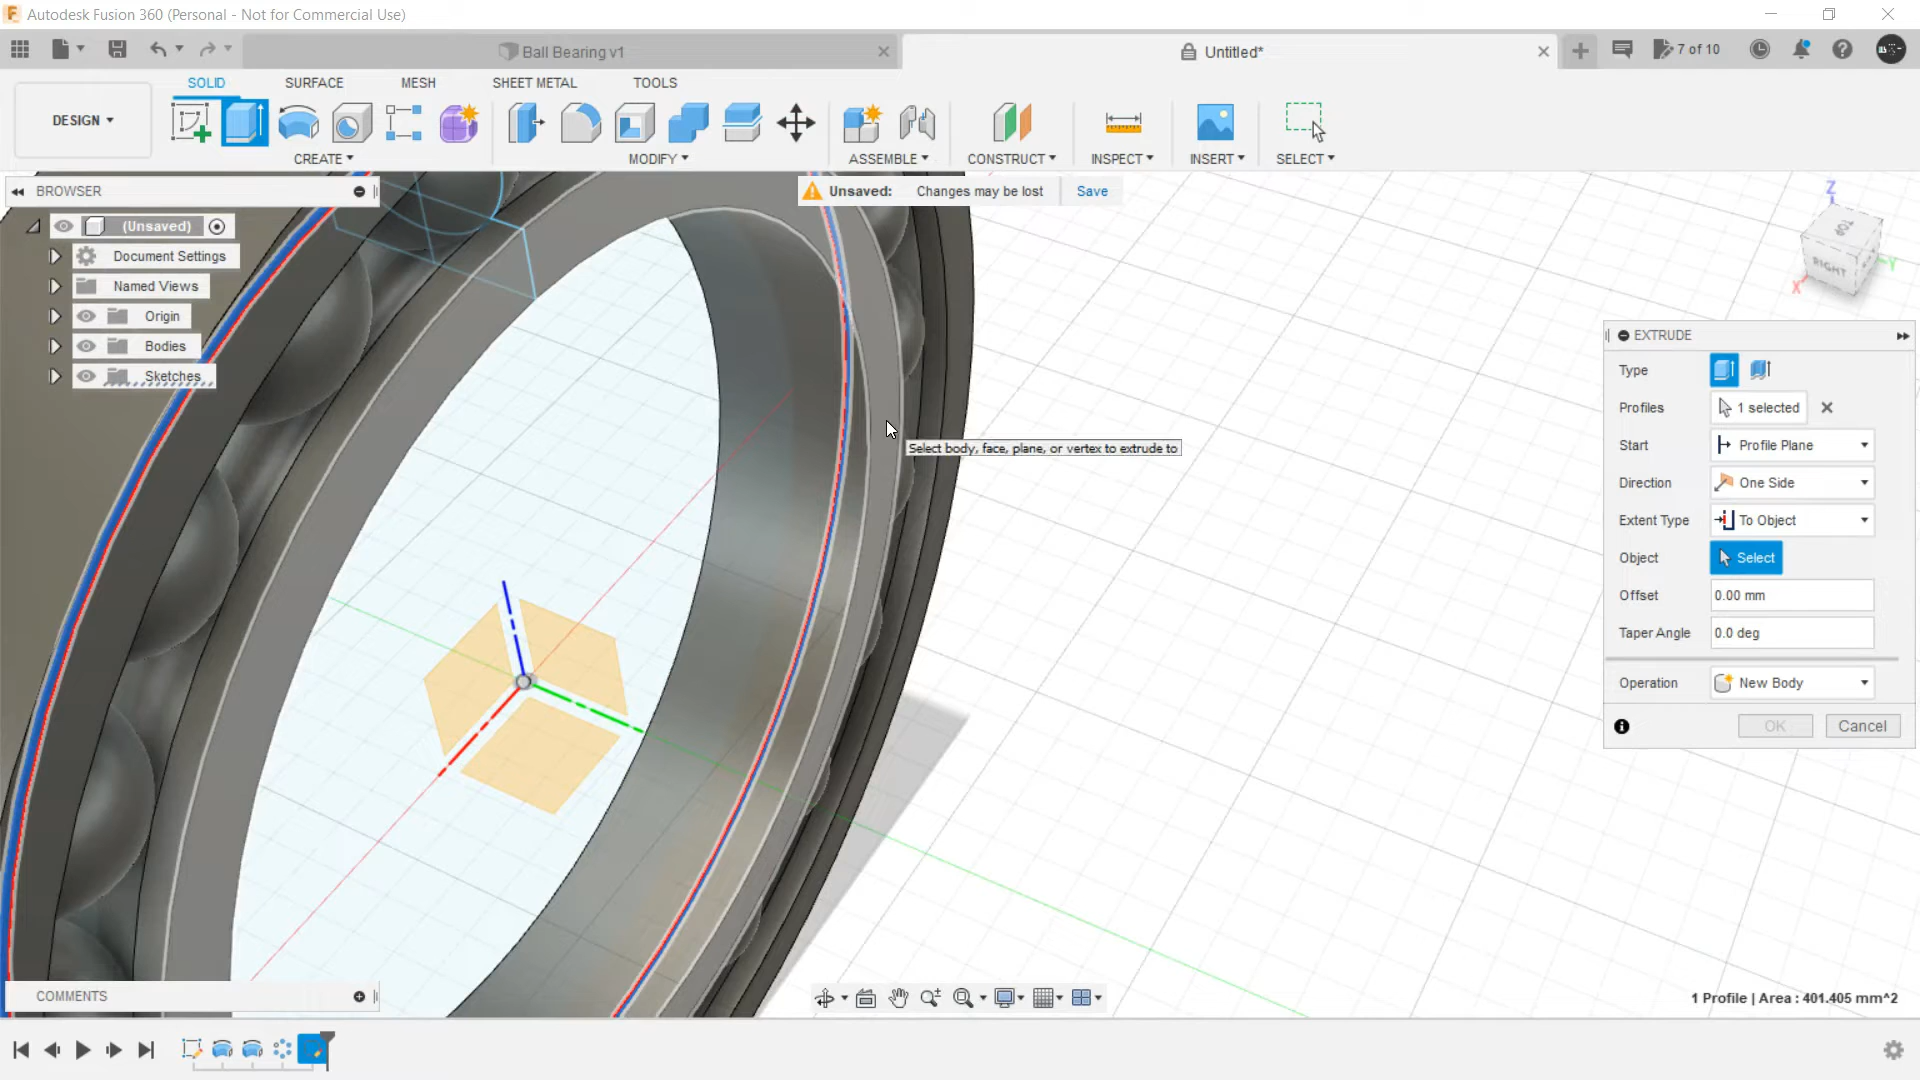 Autodesk Fusion 360 (Personal - Not for Commercial Use)
Ball Bearing v1
Untitled*
7 of 10
SOLID
SURFACE
MESH
SHEET METAL
TOOLS
DESIGN
CREATE
MODIFY
ASSEMBLE
CONSTRUCT
INSPECT
INSERT
SELECT
BROWSER
Unsaved: Changes may be lost
Save
(Unsaved)
Document Settings
Named Views
Origin
Bodies
Sketches
Z
TOP
RIGHT
Y
X
EXTRUDE
Type
Profiles 1 selected
Start Profile Plane
Direction One Side
Extent Type To Object
Object Select
Offset 0.00 mm
Taper Angle 0.0 deg
Operation New Body
OK Cancel
Select body, face, plane, or vertex to extrude to
COMMENTS
1 Profile | Area : 401.405 mm^2